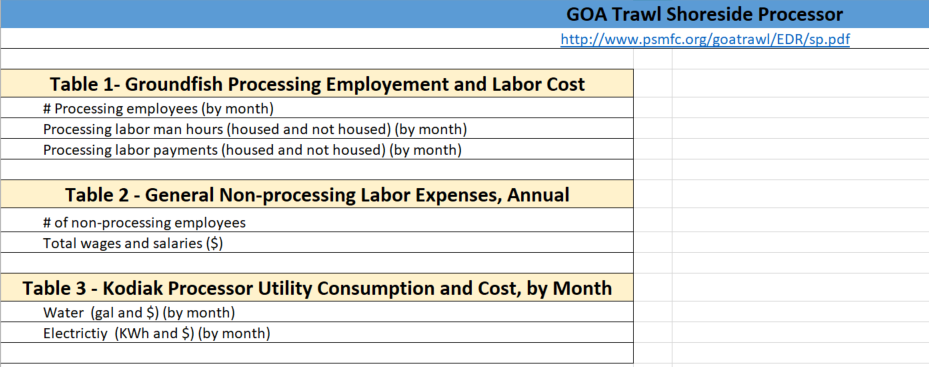 GOA Trawl Shoreside Processor
http://www.psmfc.org/goatrawl/EDR/sp.pdf
Table 1- Groundfish Processing Employement and Labor Cost
# Processing employees (by month)
Processing labor man hours (housed and not housed) (by month)
Processing labor payments (housed and not housed) (by month)
Table 2 - General Non-processing Labor Expenses, Annual
# of non-processing employees
Total wages and salaries ($)
Table 3 - Kodiak Processor Utility Consumption and Cost, by Month
Water (gal and $) (by month)
Electrictiy (KWh and $) (by month)